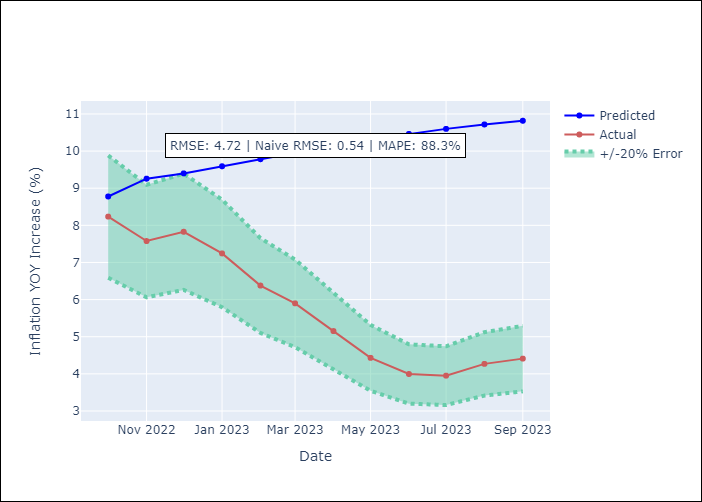 RMSE: 4.72 | Naive RMSE: 0.54 | MAPE: 88.3%
Predicted
Actual
+/-20% Error
Inflation YOY Increase (%)
11
10
9
8
7
6
5
4
3
Nov 2022
Jan 2023
Mar 2023
May 2023
Jul 2023
Sep 2023
Date